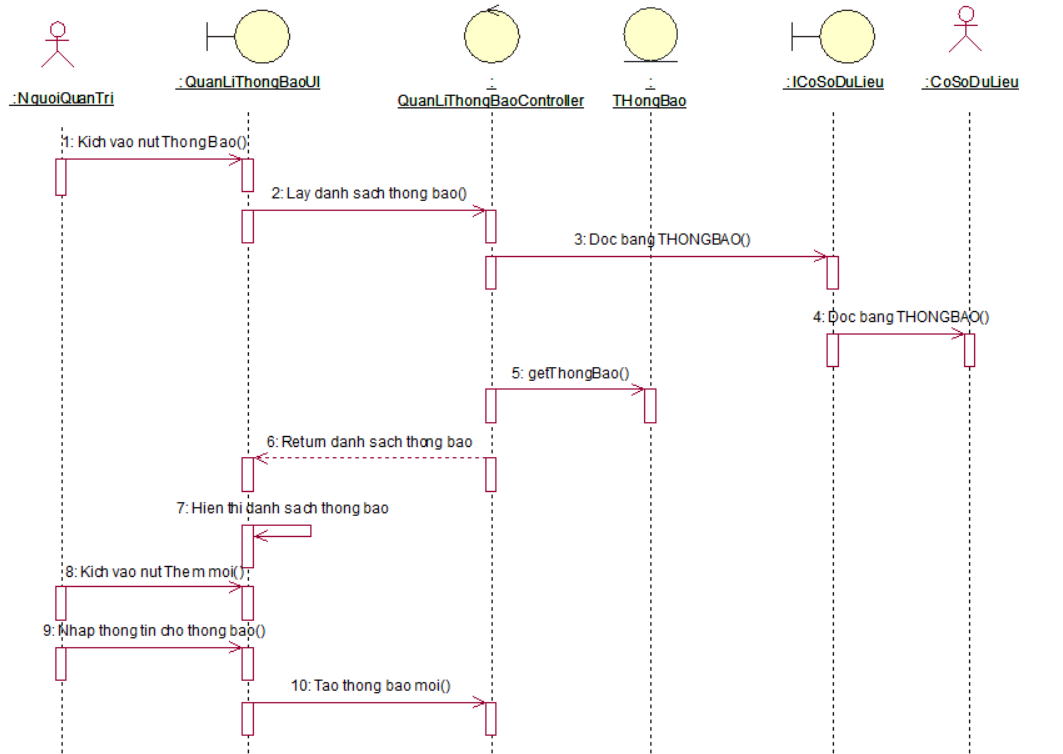 : NguoiQuanTri
: QuanLiThongBaoUI
:
QuanLiThongBaoController
:
THongBao
: ICoSoDuLieu
: CoSoDuLieu
1: Kich vao nut ThongBao()
2: Lay danh sach thong bao()
3: Doc bang THONGBAO()
4: Doc bang THONGBAO()
5: getThongBao()
6: Return danh sach thong bao
7: Hien thi danh sach thong bao
8: Kich vao nut Them moi()
9: Nhap thong tin cho thong bao()
10: Tao thong bao moi()